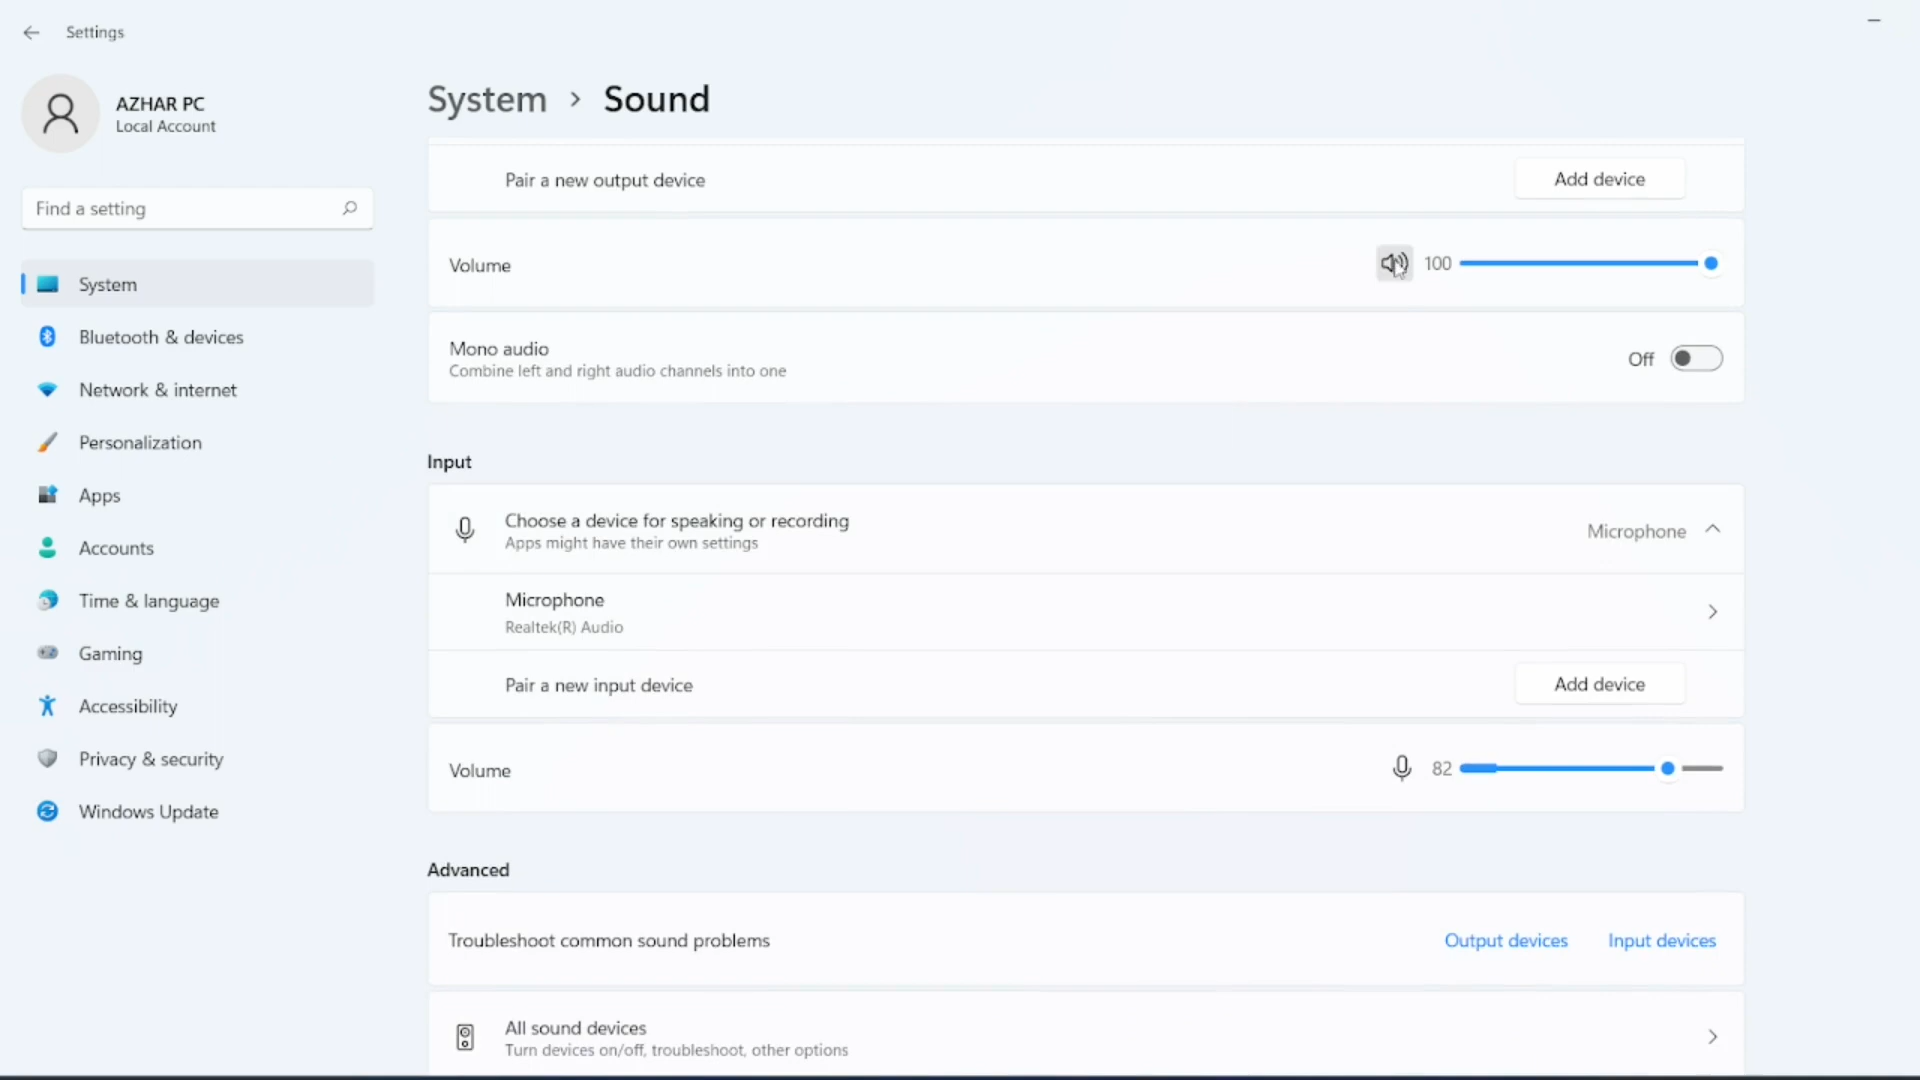 Settings
AZHAR PC
Local Account
Find a setting
System
Bluetooth & devices
Network & internet
Personalization
Apps
Accounts
Time & language
Gaming
Accessibility
Privacy & security
Windows Update
System > Sound
Pair a new output device
Add device
Volume
100
Mono audio
Combine left and right audio channels into one
Off
Input
Choose a device for speaking or recording
Apps might have their own settings
Microphone
Microphone
Realtek(R) Audio
Pair a new input device
Add device
Volume
82
Advanced
Troubleshoot common sound problems
Output devices
Input devices
All sound devices
Turn devices on/off, troubleshoot, other options